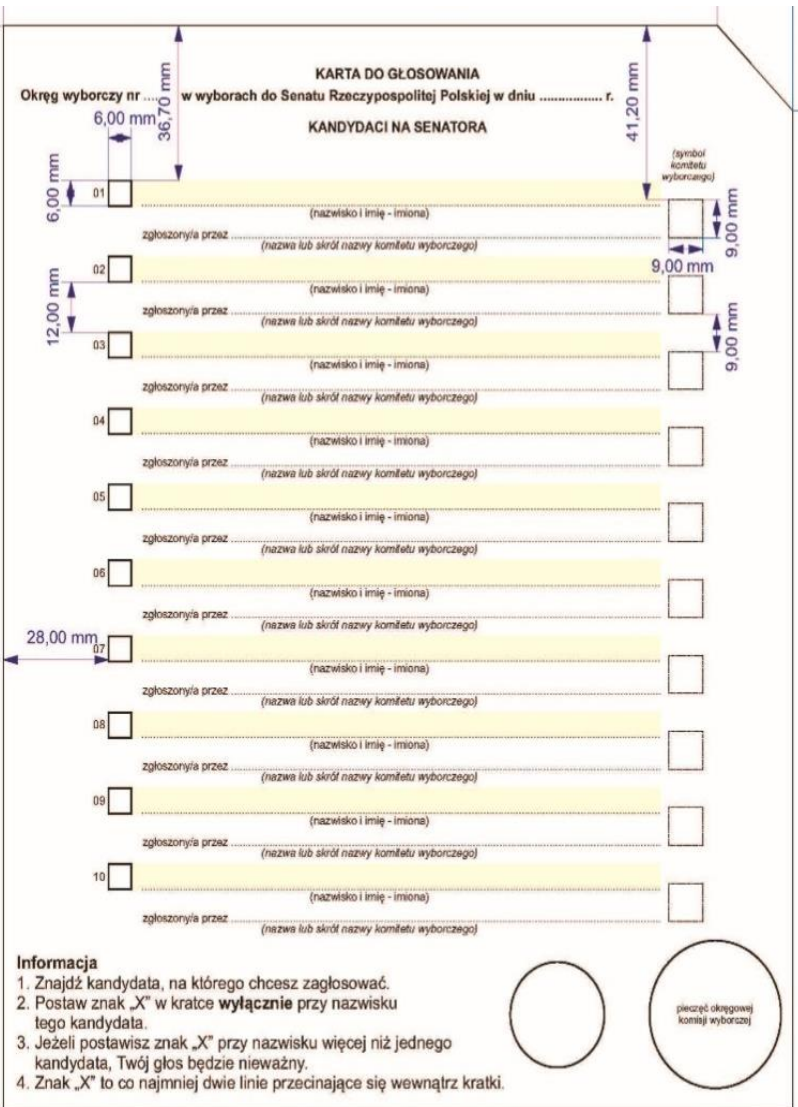 KARTA DO GŁOSOWANIA
Okręg wyborczy nr .... w wyborach do Senatu Rzeczypospolitej Polskiej w dniu ................. r.
36,70 mm
41,20 mm
6,00 mm
KANDYDACI NA SENATORA
(symbol
komitetu
wyborczego)
6,00 mm
01
(nazwisko i imię - imiona)
zgłoszony/a przez
(nazwa lub skrót nazwy komitetu wyborczego)
9,00 mm
9,00 mm
02
(nazwisko i imię - imiona)
zgłoszony/a przez
(nazwa lub skrót nazwy komitetu wyborczego)
12,00 mm
9,00 mm
03
(nazwisko i imię - imiona)
zgłoszony/a przez
(nazwa lub skrót nazwy komitetu wyborczego)
04
(nazwisko i imię - imiona)
zgłoszony/a przez
(nazwa lub skrót nazwy komitetu wyborczego)
05
(nazwisko i imię - imiona)
zgłoszony/a przez
(nazwa lub skrót nazwy komitetu wyborczego)
06
(nazwisko i imię - imiona)
zgłoszony/a przez
(nazwa lub skrót nazwy komitetu wyborczego)
28,00 mm
07
(nazwisko i imię - imiona)
zgłoszony/a przez
(nazwa lub skrót nazwy komitetu wyborczego)
08
(nazwisko i imię - imiona)
zgłoszony/a przez
(nazwa lub skrót nazwy komitetu wyborczego)
09
(nazwisko i imię - imiona)
zgłoszony/a przez
(nazwa lub skrót nazwy komitetu wyborczego)
10
(nazwisko i imię - imiona)
zgłoszony/a przez
(nazwa lub skrót nazwy komitetu wyborczego)
Informacja
1. Znajdź kandydata, na którego chcesz zagłosować.
2. Postaw znak „X” w kratce wyłącznie przy nazwisku
tego kandydata.
3. Jeżeli postawisz znak „X” przy nazwisku więcej niż jednego
kandydata, Twój głos będzie nieważny.
4. Znak „X” to co najmniej dwie linie przecinające się wewnątrz kratki.
pieczęć okręgowej
komisji wyborczej